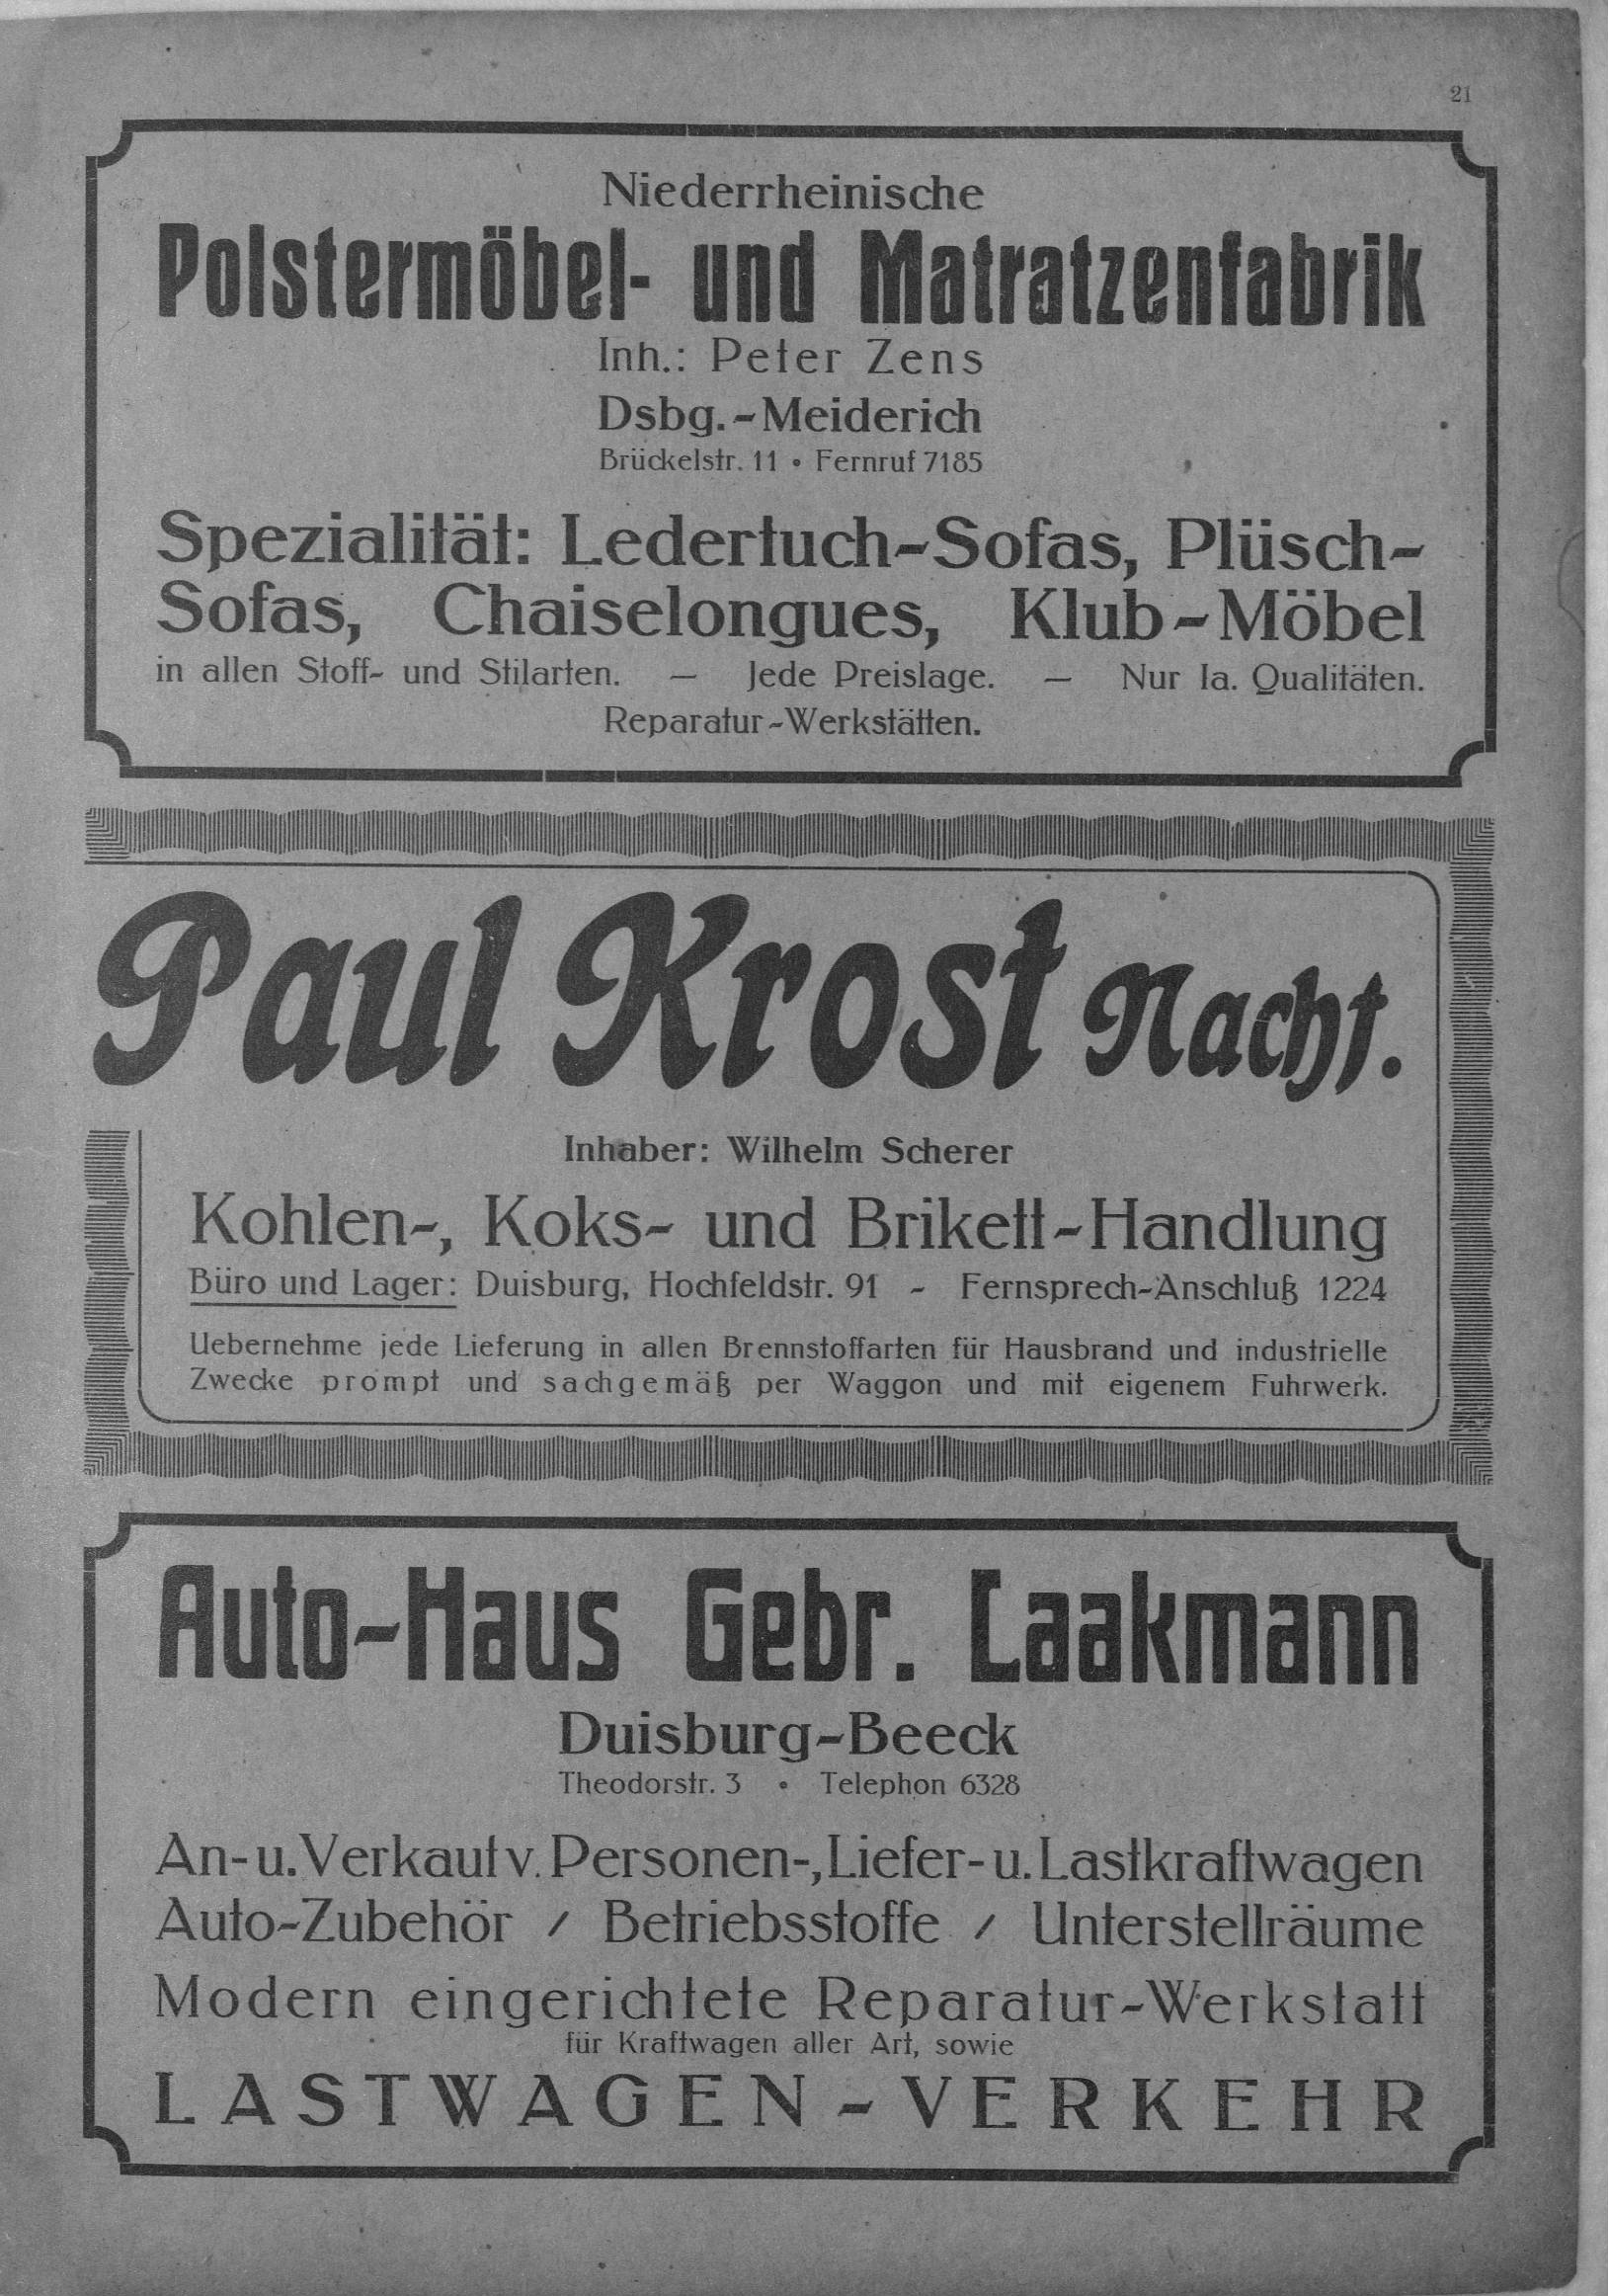 21
Niederrheinische
Polstermöbel- und Matratzenfabrik
Inh.: Peter Zens
Dsbg.-Meiderich
Brückelstr. 11 • Fernruf 7185
Spezialität: Ledertuch-Sofas, Plüsch-
Sofas, Chaiselongues, Klub-Möbel
in allen Stoff- und Stilarten. — Jede Preislage. — Nur Ia. Qualitäten.
Reparatur-Werkstätten.
Paul Krost Nachf.
Inhaber: Wilhelm Scherer
Kohlen-, Koks- und Brikett-Handlung
Büro und Lager: Duisburg, Hochfeldstr. 91 - Fernsprech-Anschluß 1224
Uebernehme jede Lieferung in allen Brennstoffarten für Hausbrand und industrielle
Zwecke prompt und sachgemäß per Waggon und mit eigenem Fuhrwerk.
Auto-Haus Gebr. Laakmann
Duisburg-Beeck
Theodorstr. 3 • Telephon 6328
An- u. Verkauf v. Personen-, Liefer- u. Lastkraftwagen
Auto-Zubehör / Betriebsstoffe / Unterstellräume
Modern eingerichtete Reparatur-Werkstatt
für Kraftwagen aller Art, sowie
LASTWAGEN-VERKEHR